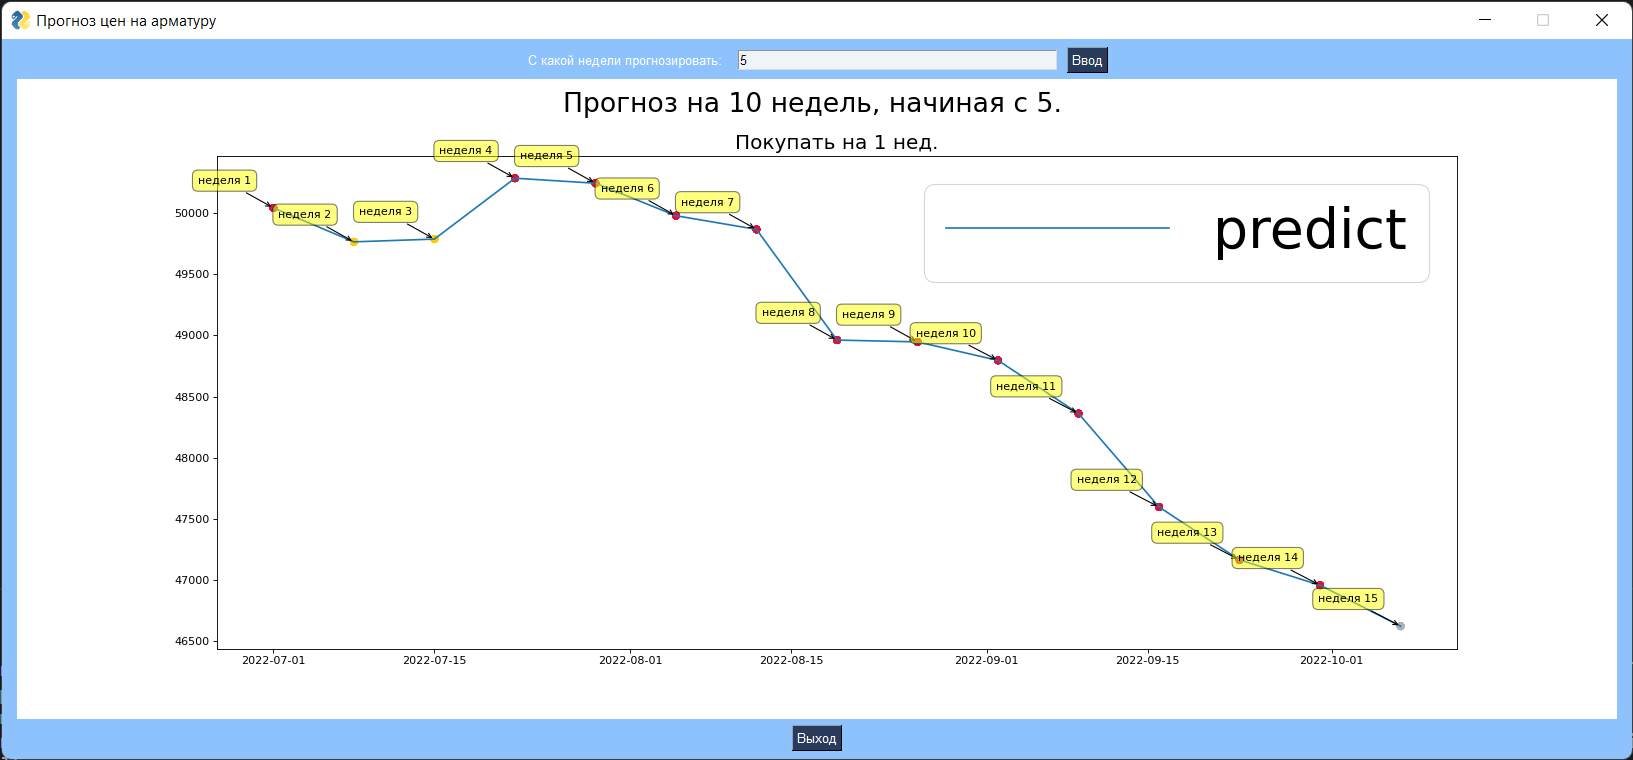 Прогноз цен на арматуру
С какой недели прогнозировать:
5
Ввод
Прогноз на 10 недель, начиная с 5.
Покупать на 1 нед.
predict
неделя 1
неделя 2
неделя 3
неделя 4
неделя 5
неделя 6
неделя 7
неделя 8
неделя 9
неделя 10
неделя 11
неделя 12
неделя 13
неделя 14
неделя 15
50000
49500
49000
48500
48000
47500
47000
46500
2022-07-01
2022-07-15
2022-08-01
2022-08-15
2022-09-01
2022-09-15
2022-10-01
Выход